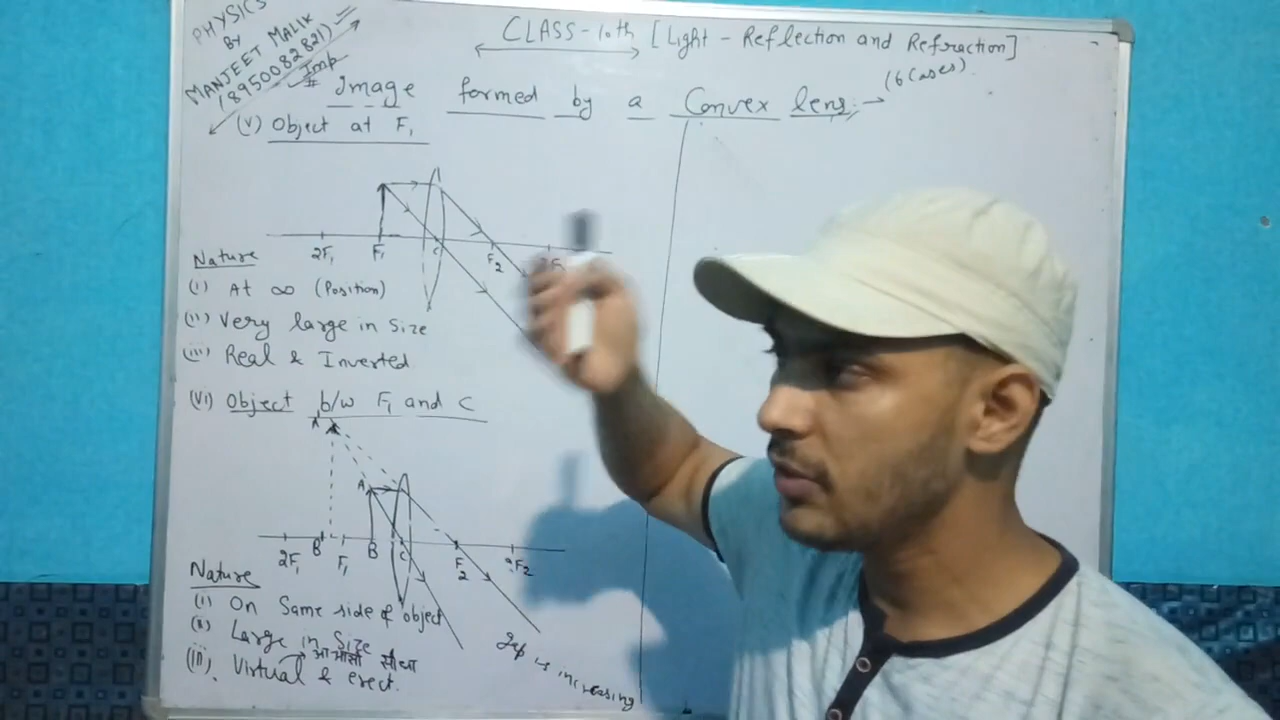 PHYSICS
BY
MANJEET MALIK
(8950082821)
CLASS-10th [Light - Reflection and Refraction]
Imp
# Image formed by a Convex lens:→ (6 Cases).
(V) Object at F1
2F1 F1 C F2 2F2
Nature
(i) At ∞ (Position)
(ii) Very large in size
(iii) Real & Inverted
(VI) Object b/w F1 and C
A'
A
2F1 B' F1 B C F2 2F2
Nature
(i) On Same side of object
(ii) Large in Size
आभासी सीधा
(iii). Virtual & erect.
Gap is increasing